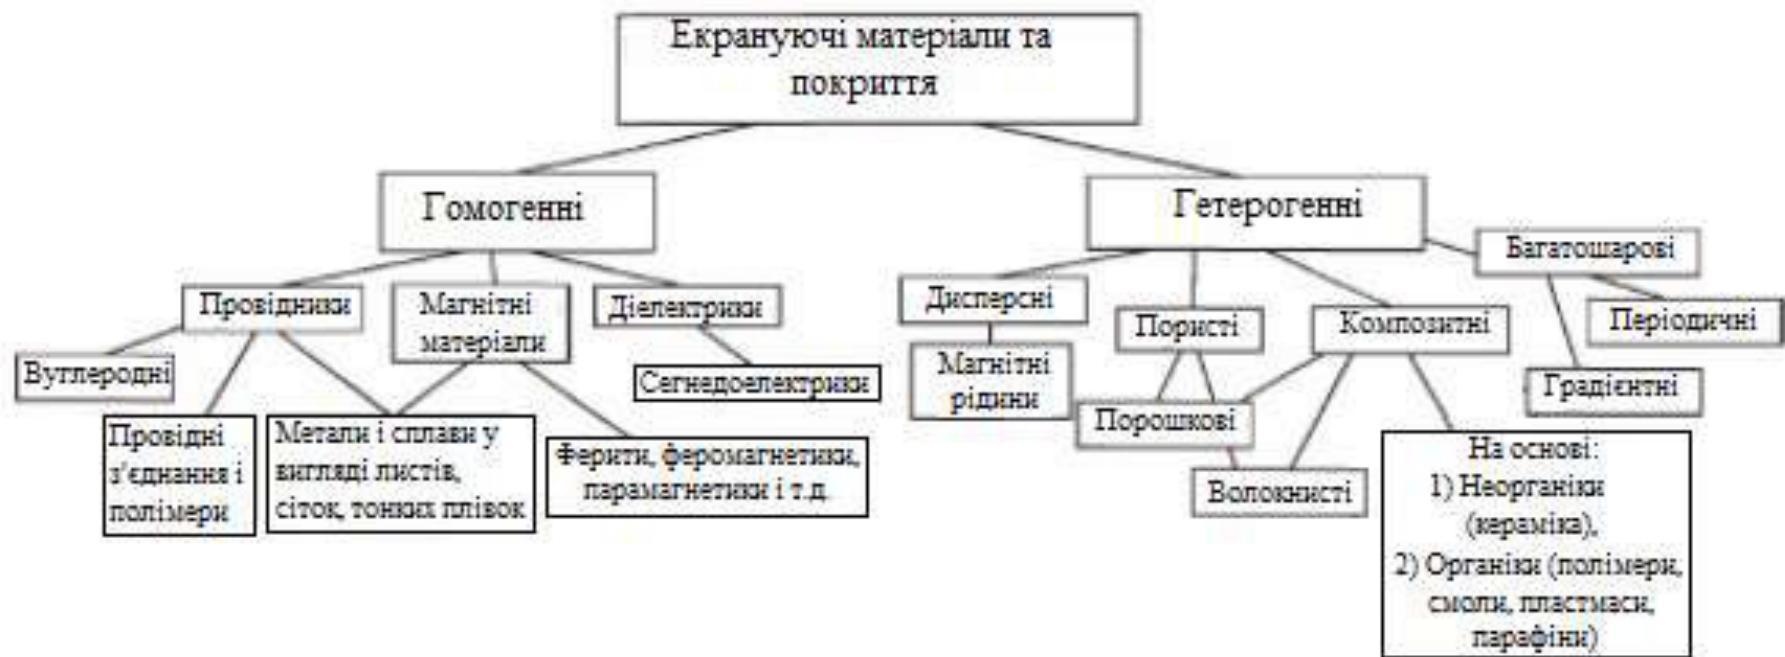 Екрануючі матеріали та
покриття
Гомогенні
Гетерогенні
Багатошарові
Провідники
Магнітні
матеріали
Діелектрики
Дисперсні
Пористі
Композитні
Періодичні
Вуглеродні
Сегнедоелектрики
Магнітні
рідини
Порошкові
Градієнтні
Провідні
з'єднання і
полімери
Метали і сплави у
вигляді листів,
сіток, тонких плівок
Ферити, феромагнетики,
парамагнетики і т.д.
Волокнисті
На основі:
1) Неорганіки
(кераміка),
2) Органіки (полімери,
смоли, пластмаси,
парафіни)